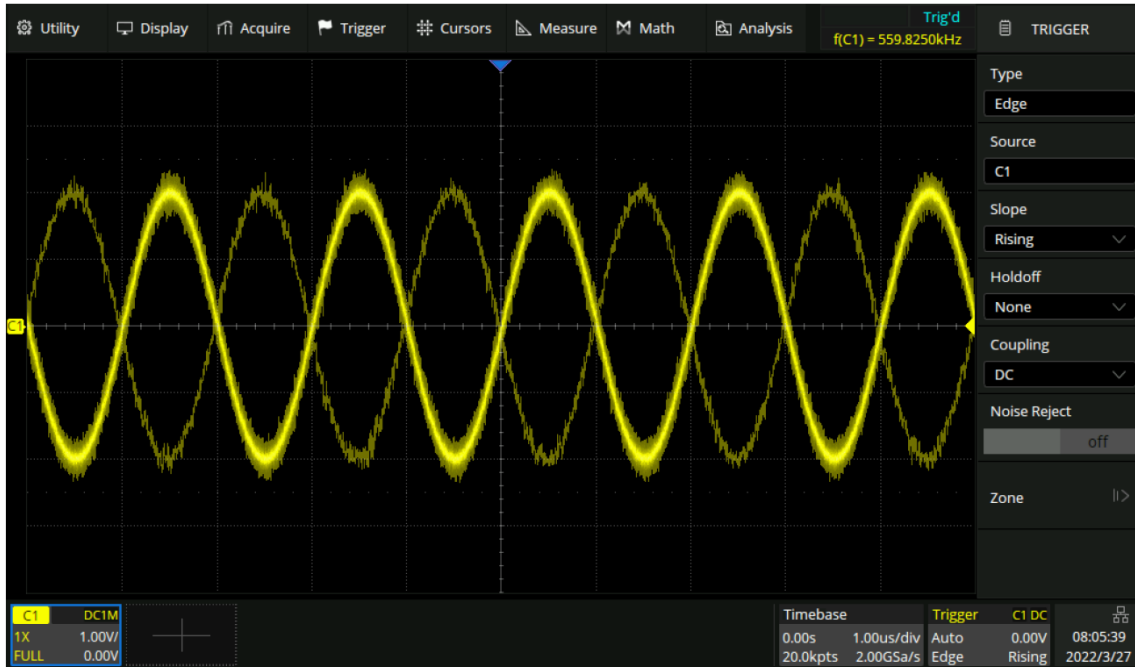 Utility Display Acquire Trigger Cursors Measure Math Analysis
Trig'd
f(C1) = 559.8250kHz
TRIGGER
Type
Edge
Source
C1
Slope
Rising
Holdoff
None
Coupling
DC
Noise Reject
off
Zone
C1
C1 DC1M
1X 1.00V/
FULL 0.00V
Timebase
0.00s 1.00us/div
20.0kpts 2.00GSa/s
Trigger C1 DC
Auto 0.00V
Edge Rising
08:05:39
2022/3/27